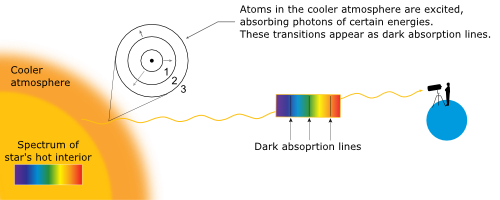 Atoms in the cooler atmosphere are excited,
absorbing photons of certain energies.
These transitions appear as dark absorption lines.
Cooler
atmosphere
1
2
3
Dark absoprtion lines
Spectrum of
star's hot interior